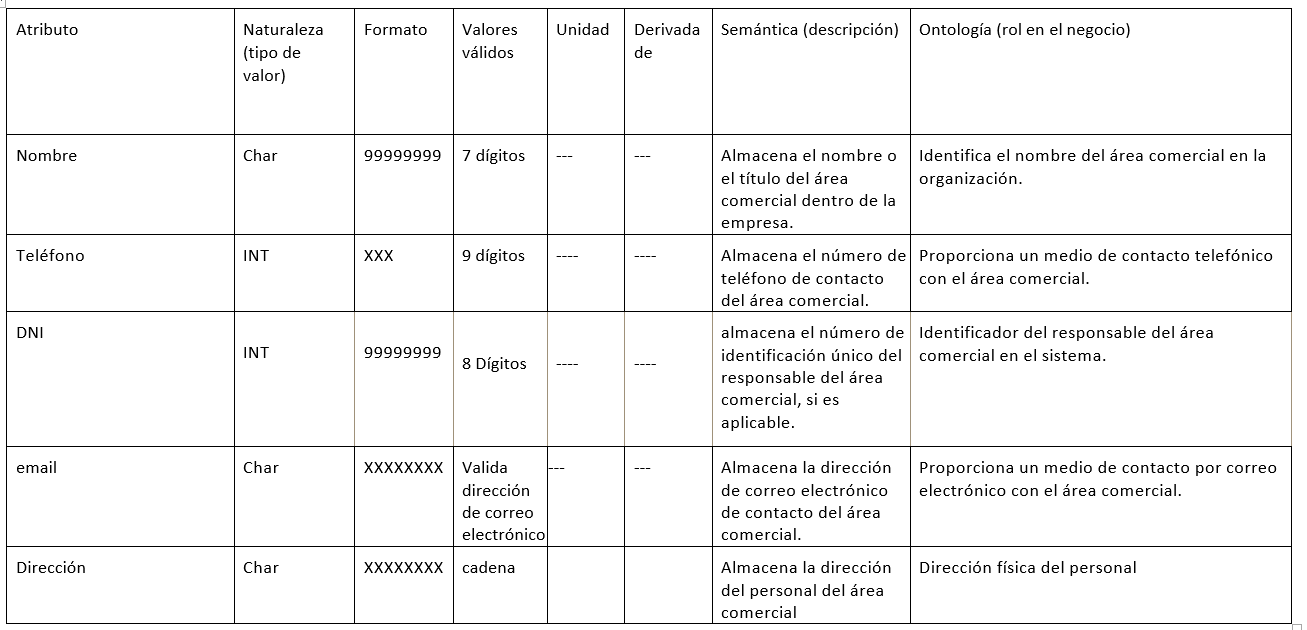 Atributo
Naturaleza
(tipo de
valor)
Formato
Valores
válidos
Unidad
Derivada
de
Semántica (descripción)
Ontología (rol en el negocio)
Nombre
Char
99999999
7 dígitos
---
---
Almacena el nombre o
el título del área
comercial dentro de la
empresa.
Identifica el nombre del área comercial en la
organización.
Teléfono
INT
XXX
9 dígitos
----
----
Almacena el número de
teléfono de contacto
del área comercial.
Proporciona un medio de contacto telefónico
con el área comercial.
DNI
INT
99999999
8 Dígitos
----
----
almacena el número de
identificación único del
responsable del área
comercial, si es
aplicable.
Identificador del responsable del área
comercial en el sistema.
email
Char
XXXXXXXX
Valida
dirección
de correo
electrónico
---
---
Almacena la dirección
de correo electrónico
de contacto del área
comercial.
Proporciona un medio de contacto por correo
electrónico con el área comercial.
Dirección
Char
XXXXXXXX
cadena
Almacena la dirección
del personal del área
comercial
Dirección física del personal